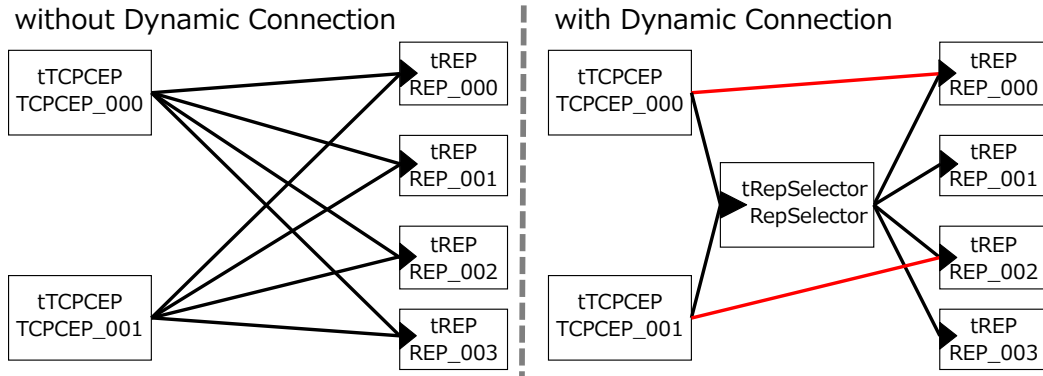 without Dynamic Connection
tTCPCEP
TCPCEP_000
tREP
REP_000
tREP
REP_001
tREP
REP_002
tTCPCEP
TCPCEP_001
tREP
REP_003
with Dynamic Connection
tTCPCEP
TCPCEP_000
tREP
REP_000
tREP
REP_001
tRepSelector
RepSelector
tREP
REP_002
tTCPCEP
TCPCEP_001
tREP
REP_003